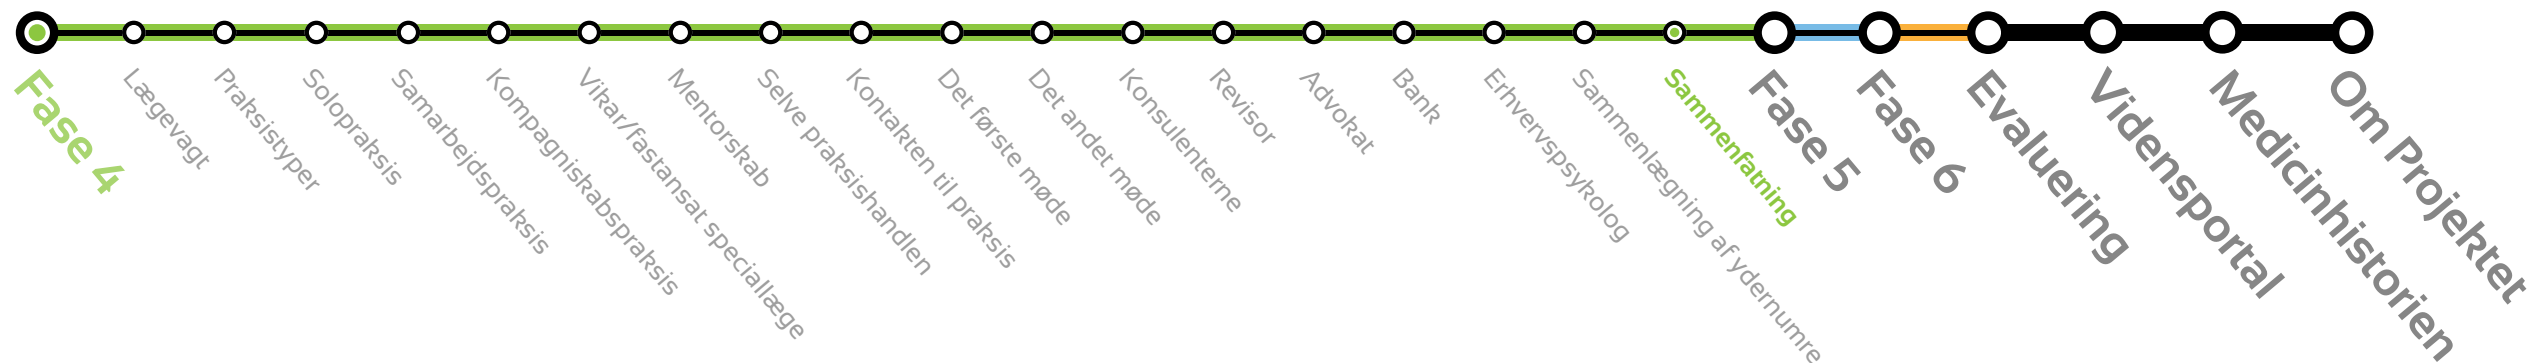 Fase 4
Lægevagt
Praksistyper
Solopraksis
Samarbejdspraksis
Kompagniskabspraksis
Vikar/fastansat speciallæge
Mentorskab
Selve praksishandlen
Kontakten til praksis
Det første møde
Det andet møde
Konsulenterne
Revisor
Advokat
Bank
Erhvervspsykolog
Sammenlægning af ydernumre
Sammenfatning
Fase 5
Fase 6
Evaluering
Vidensportal
Medicinhistorien
Om Projektet